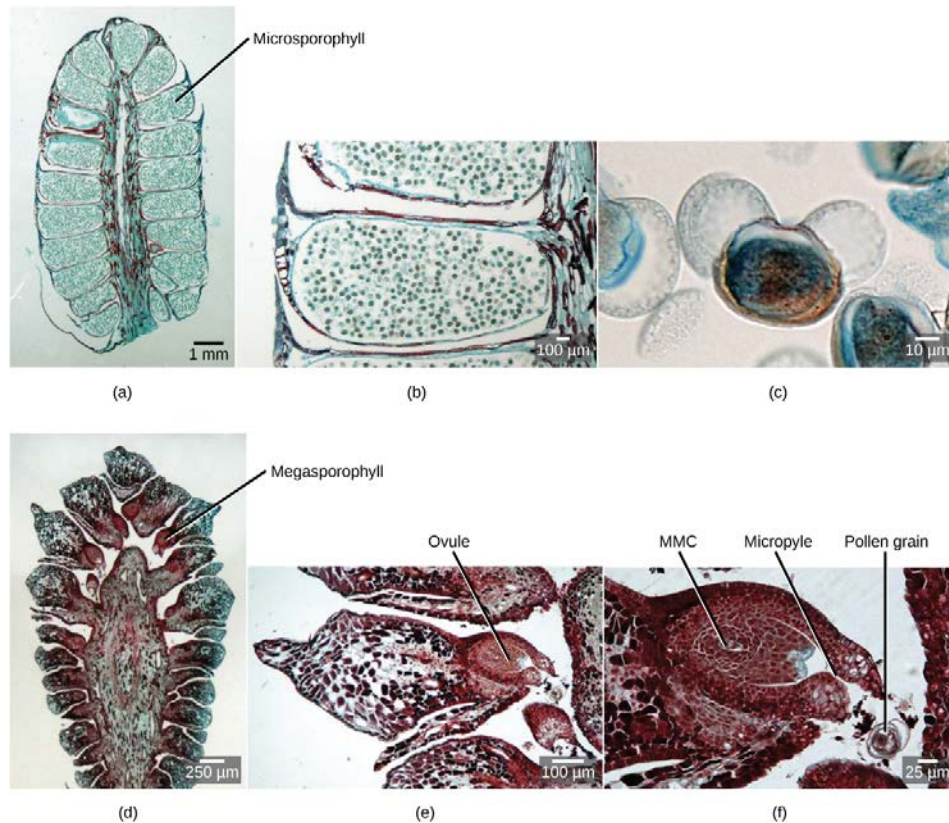 Microsporophyll
1 mm
100 µm
10 µm
(a)
(b)
(c)
Megasporophyll
Ovule
MMC
Micropyle
Pollen grain
250 µm
100 µm
25 µm
(d)
(e)
(f)